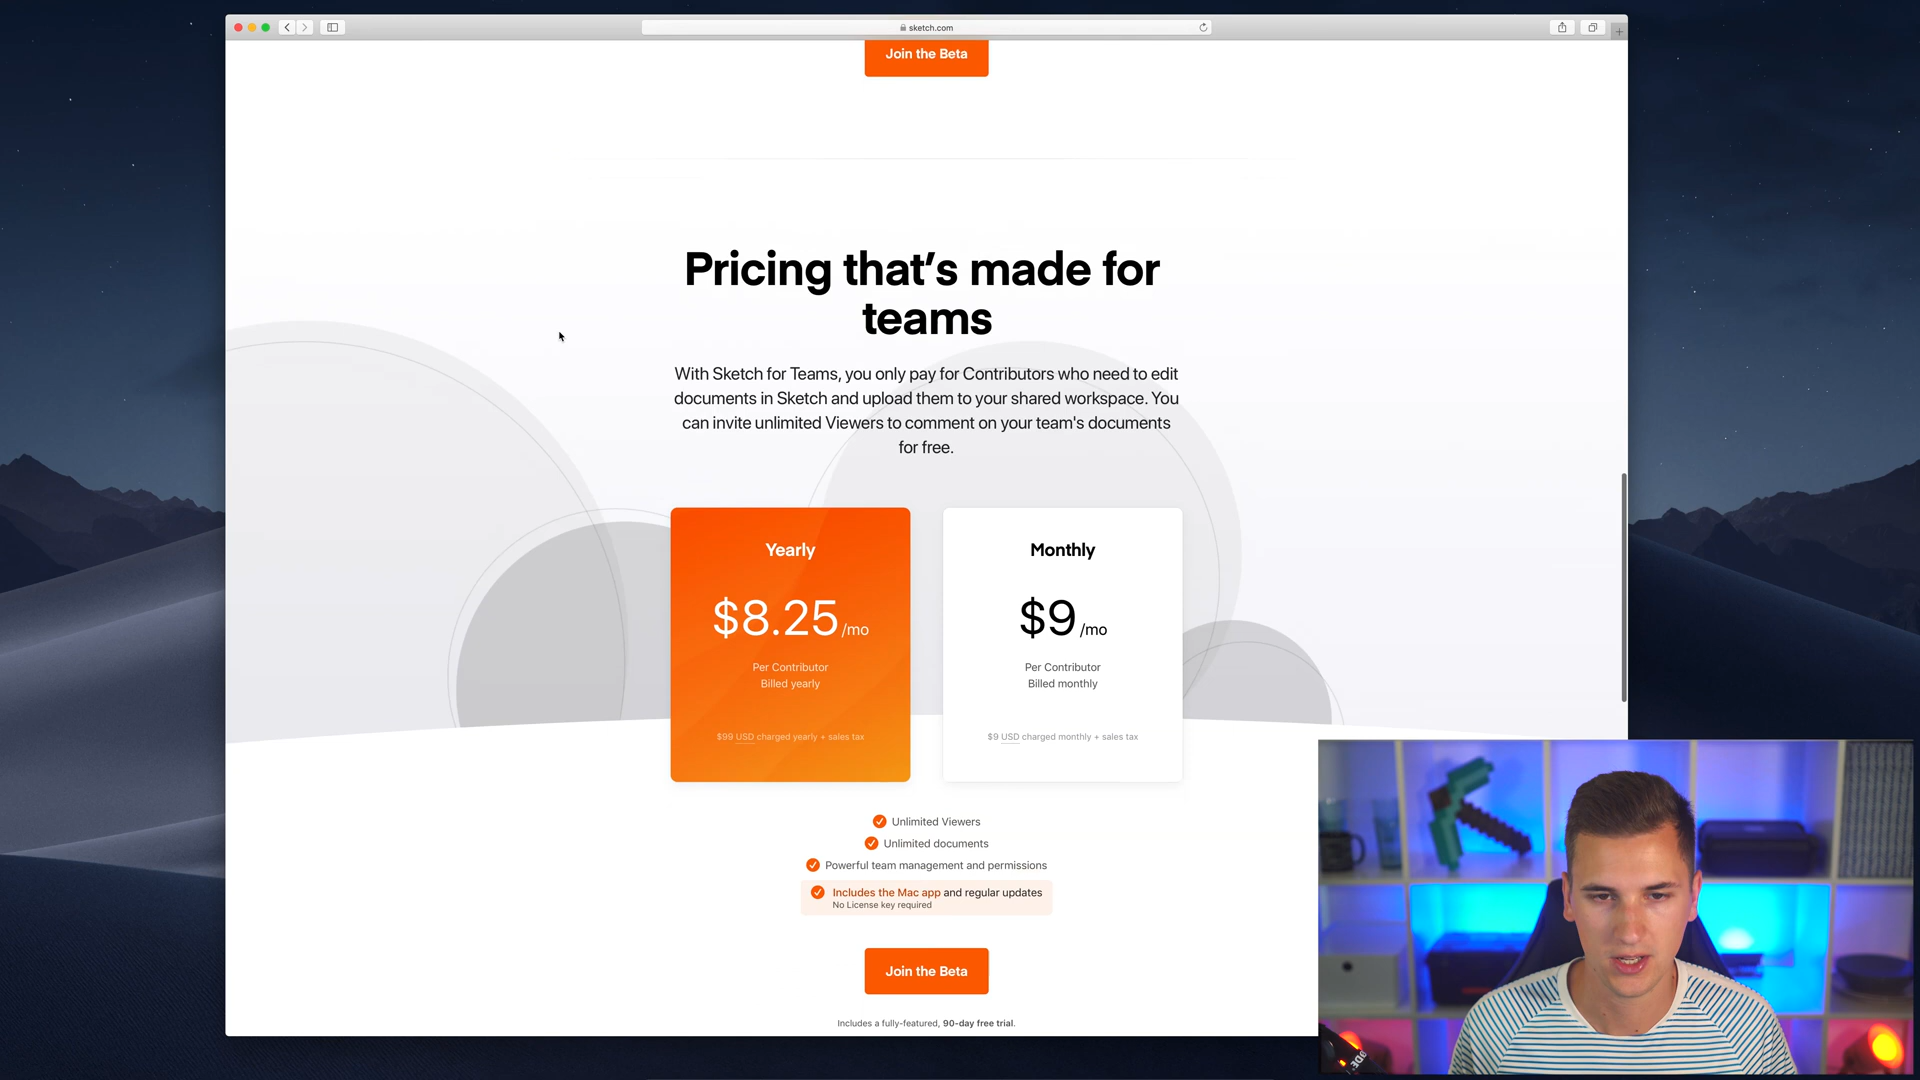 sketch.com
Join the Beta
Pricing that’s made for
teams
With Sketch for Teams, you only pay for Contributors who need to edit
documents in Sketch and upload them to your shared workspace. You
can invite unlimited Viewers to comment on your team's documents
for free.
Yearly
$8.25/mo
Per Contributor
Billed yearly
$99 USD charged yearly + sales tax
Monthly
$9/mo
Per Contributor
Billed monthly
$9 USD charged monthly + sales tax
Unlimited Viewers
Unlimited documents
Powerful team management and permissions
Includes the Mac app and regular updates
No License key required
Join the Beta
Includes a fully-featured, 90-day free trial.